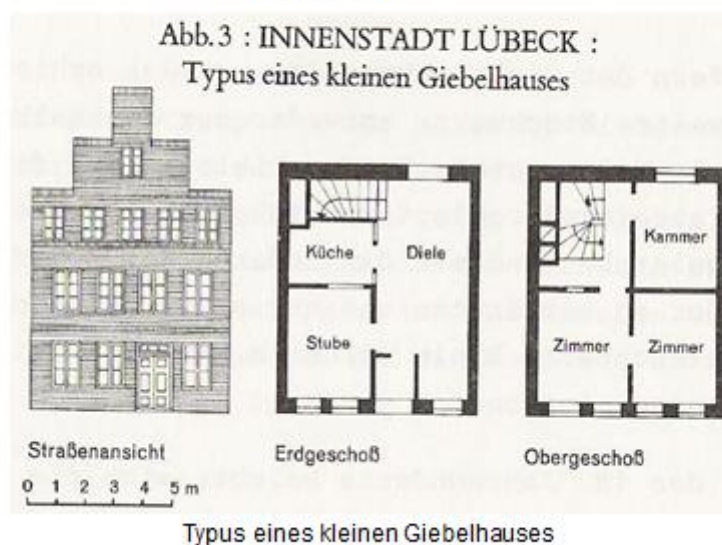 Abb. 3 : INNENSTADT LÜBECK :
Typus eines kleinen Giebelhauses
Küche
Diele
Stube
Kammer
Zimmer
Zimmer
Straßenansicht
Erdgeschoß
Obergeschoß
0 1 2 3 4 5 m
Typus eines kleinen Giebelhauses